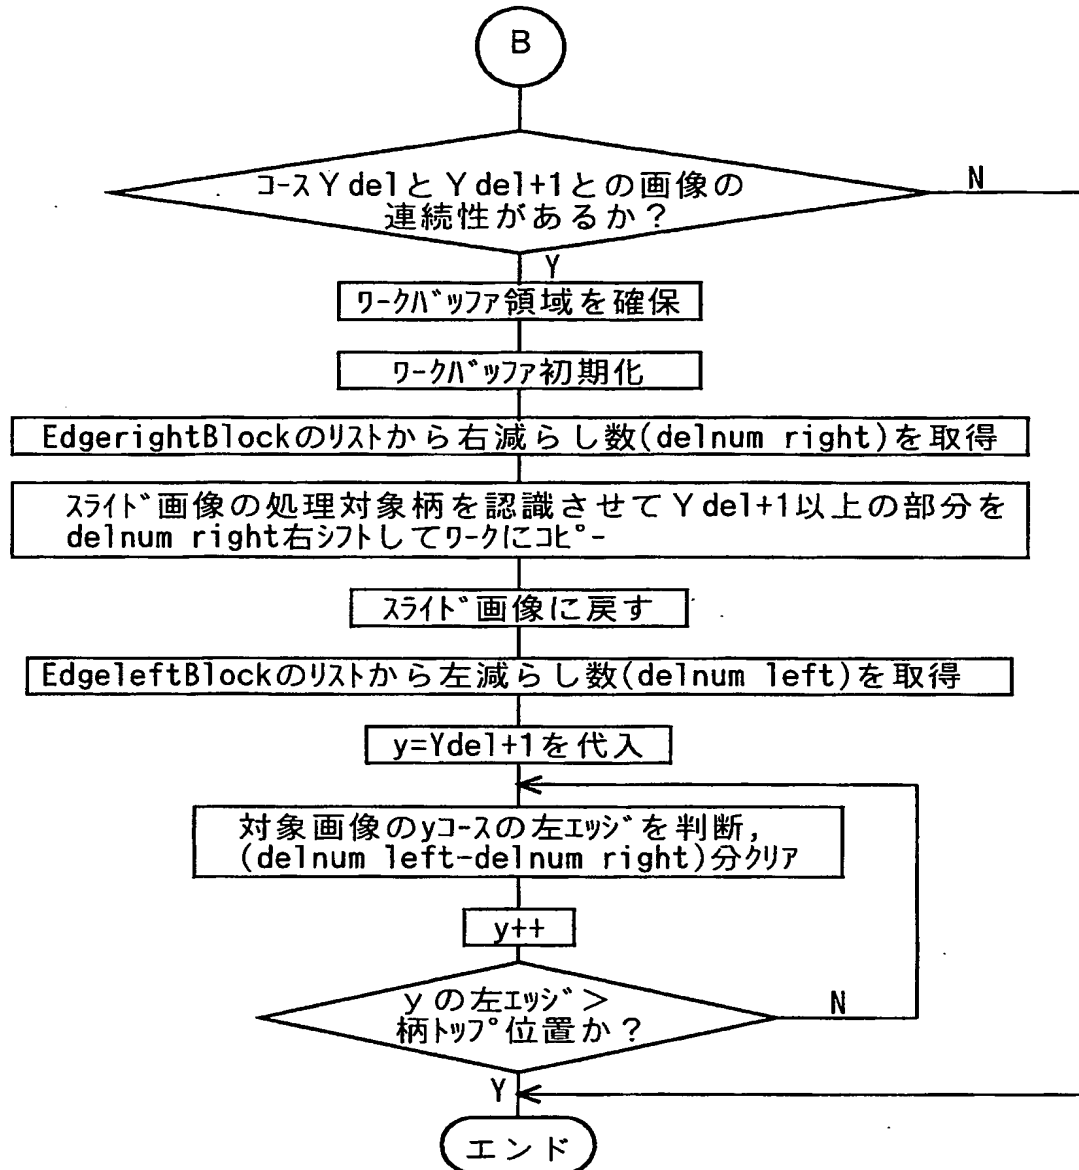 B
ｺｰｽＹdelとＹdel+1との画像の
連続性があるか？
N
Y
ﾜｰｸﾊﾞｯﾌｧ領域を確保
ﾜｰｸﾊﾞｯﾌｧ初期化
EdgerightBlockのﾘｽﾄから右減らし数(delnum right)を取得
ｽﾗｲﾄﾞ画像の処理対象柄を認識させてＹdel+1以上の部分を
delnum right右シフトしてﾜｰｸにｺﾋﾟｰ
ｽﾗｲﾄﾞ画像に戻す
EdgeleftBlockのﾘｽﾄから左減らし数(delnum left)を取得
y=Ydel+1を代入
対象画像のyｺｰｽの左ｴｯｼﾞを判断,
(delnum left-delnum right)分ｸﾘｱ
y++
yの左ｴｯｼﾞ＞
柄ﾄｯﾌﾟ位置か？
N
Y
エンド